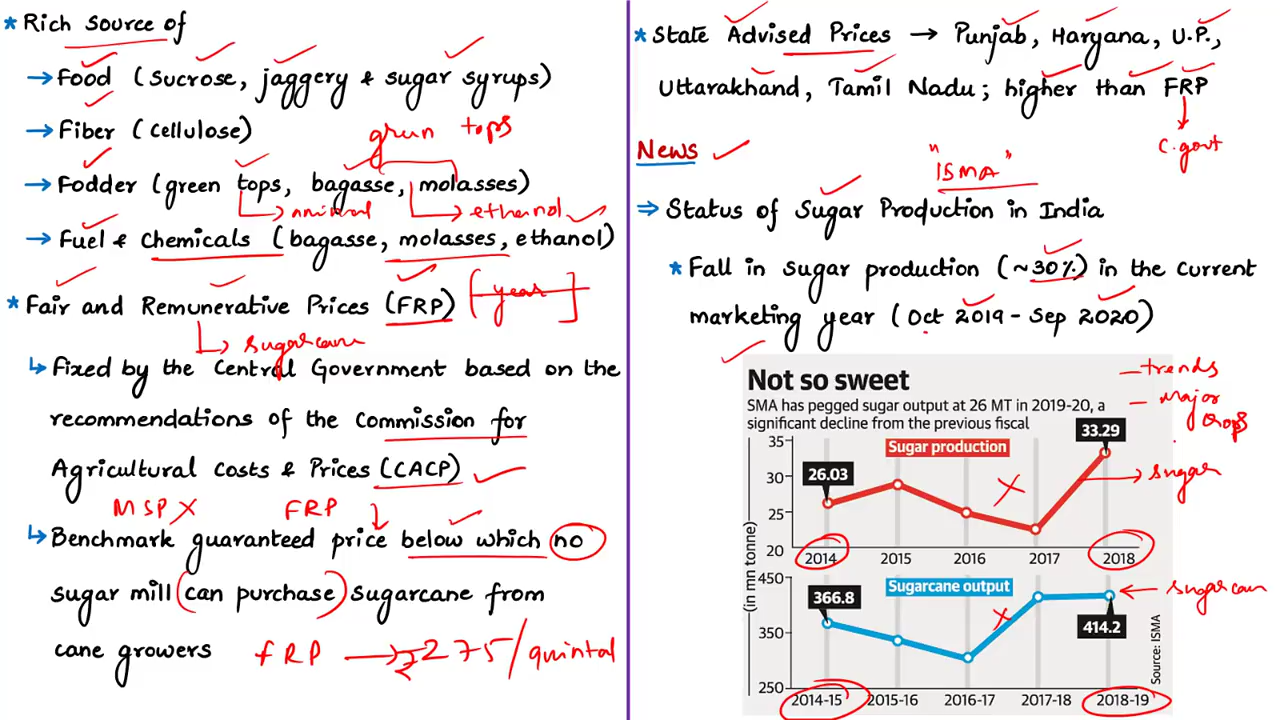 * Rich Source of
→ Food (Sucrose, jaggery & sugar syrups)
→ Fiber (cellulose)
green tops
→ Fodder (green tops, bagasse, molasses)
animal
ethanol
→ Fuel & Chemicals (bagasse, molasses, ethanol)
* Fair and Remunerative Prices (FRP) [year]
sugarcane
↳ Fixed by the Central Government based on the
recommendations of the Commission for
Agricultural Costs & Prices (CACP)
MSP X FRP
↳ Benchmark guaranteed price below which no
sugar mill (can purchase) sugarcane from
cane growers
FRP → ₹275/quintal
* State Advised Prices → Punjab, Haryana, U.P.,
Uttarakhand, Tamil Nadu; higher than FRP
C. govt
News
"ISMA"
⇒ Status of Sugar Production in India
* Fall in sugar production (~30%) in the current
marketing year (Oct 2019 - Sep 2020)
Not so sweet
SMA has pegged sugar output at 26 MT in 2019-20, a
significant decline from the previous fiscal
- trends
- Major
crops
Sugar production
35
30
25
20
26.03
33.29
sugar
2014 2015 2016 2017 2018
(in mn tonne)
Sugarcane output
450
350
250
366.8
414.2
sugarcane
2014-15 2015-16 2016-17 2017-18 2018-19
Source: ISMA